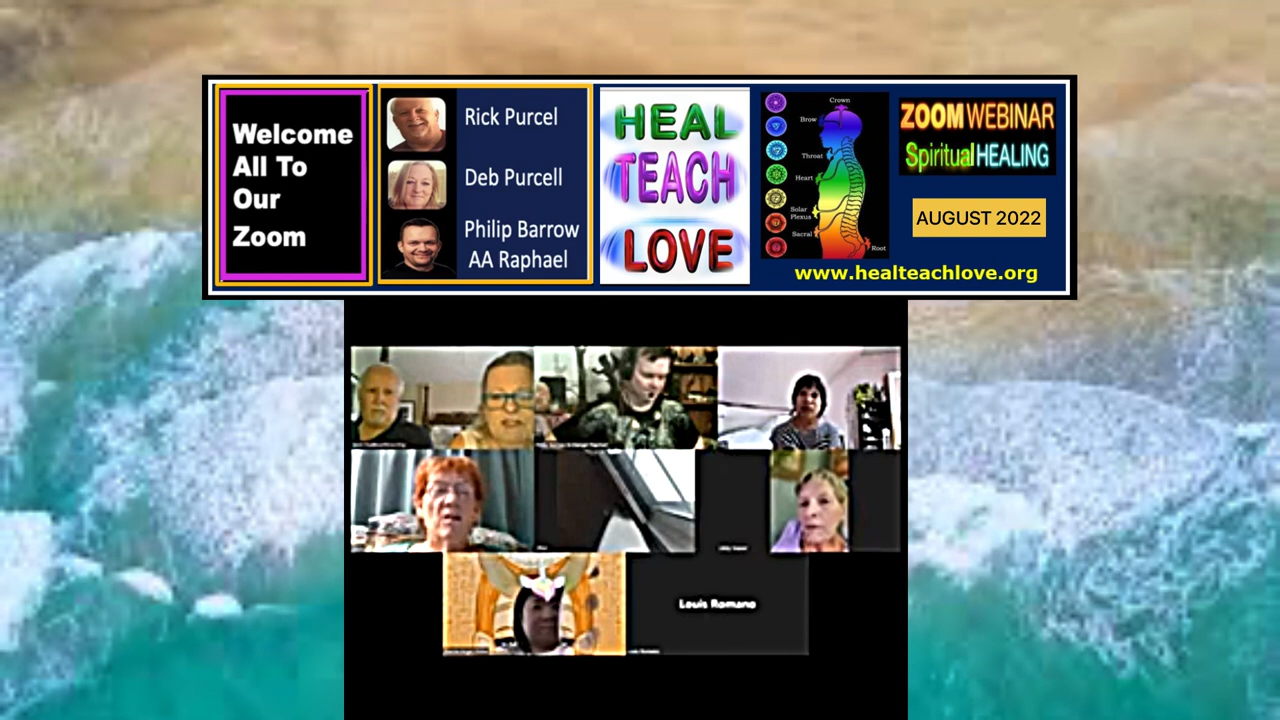 Welcome
All To
Our
Zoom
Rick Purcel
Deb Purcell
Philip Barrow
AA Raphael
HEAL
TEACH
LOVE
Crown
Brow
Throat
Heart
Solar
Plexus
Sacral
Root
ZOOM WEBINAR
Spiritual HEALING
AUGUST 2022
www.healteachlove.org
Louis Romano